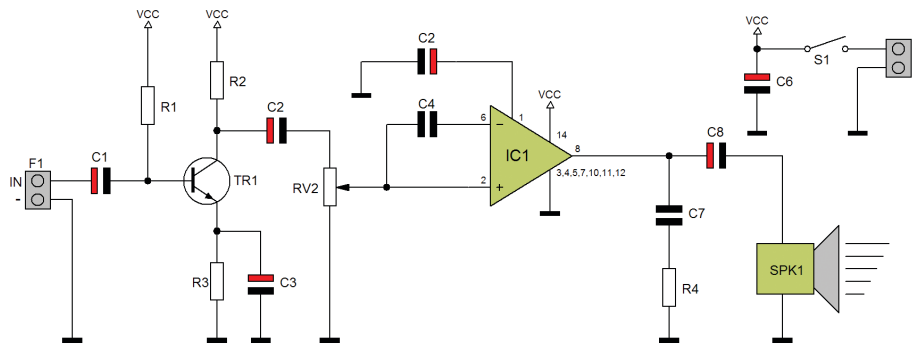 VCC
VCC
VCC
C2
S1
R2
C6
R1
C2
C4
VCC
6
1
14
C8
F1
C1
IC1
8
IN
TR1
RV2
2
3,4,5,7,10,11,12
-
C7
R3
C3
SPK1
R4